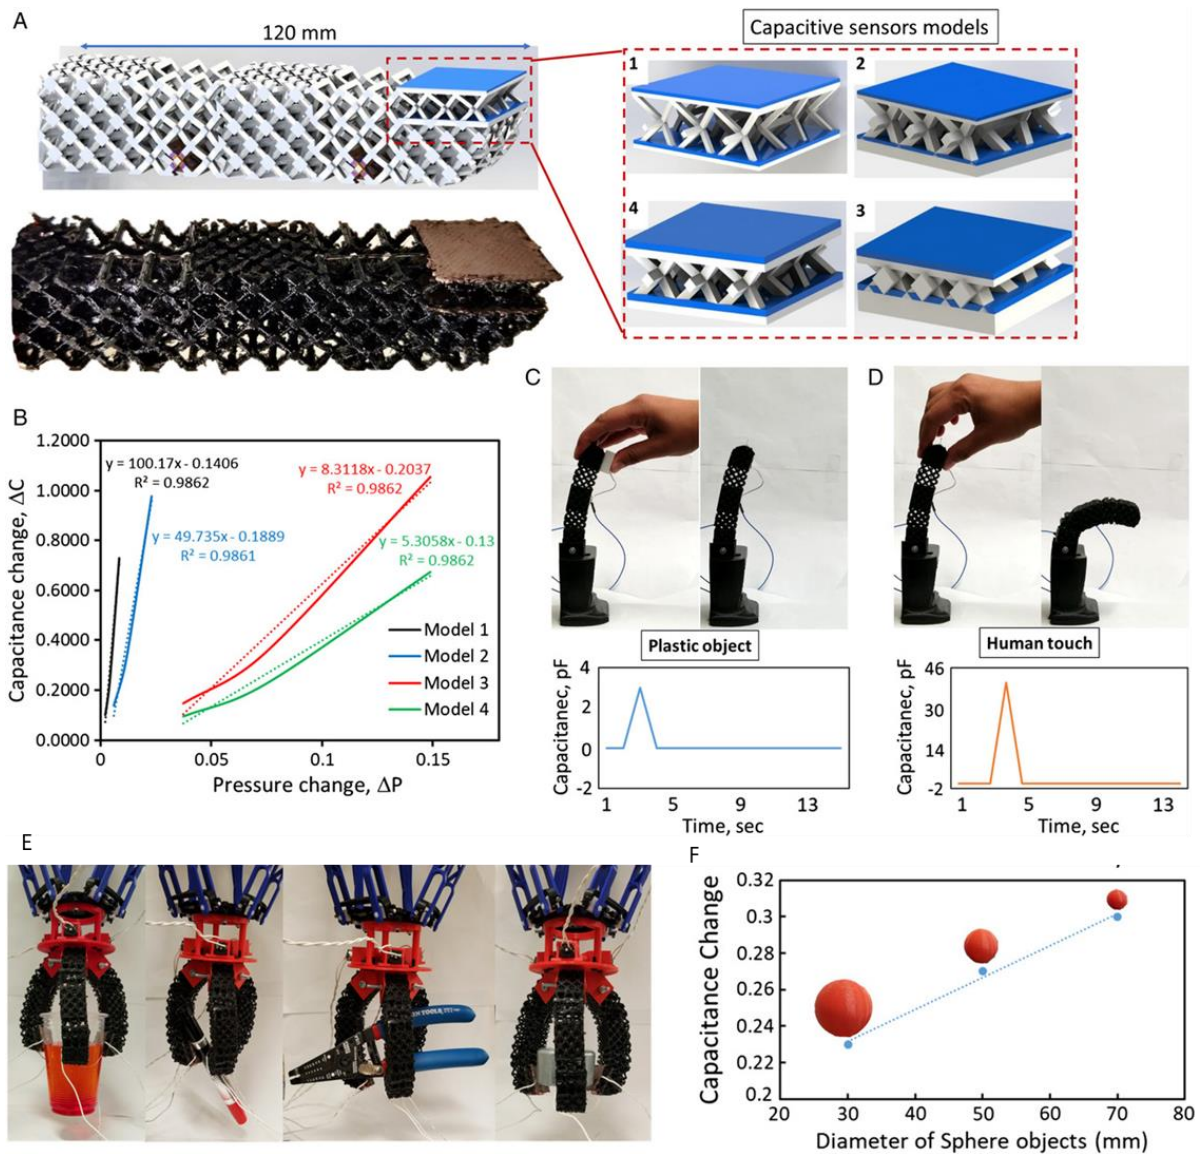 A
120 mm
Capacitive sensors models
1
2
4
3
B
1.2000
1.0000
0.8000
0.6000
0.4000
0.2000
0.0000
0
0.05
0.1
0.15
Capacitance change, ΔC
Pressure change, ΔP
y = 100.17x - 0.1406
R² = 0.9862
y = 49.735x - 0.1889
R² = 0.9861
y = 8.3118x - 0.2037
R² = 0.9862
y = 5.3058x - 0.13
R² = 0.9862
Model 1
Model 2
Model 3
Model 4
C
Plastic object
Capacitanec, pF
4
2
0
-2
1
5
9
13
Time, sec
D
Human touch
Capacitanec, pF
46
30
14
-2
1
5
9
13
Time, sec
E
F
Capacitance Change
0.32
0.3
0.28
0.26
0.24
0.22
0.2
20
30
40
50
60
70
80
Diameter of Sphere objects (mm)